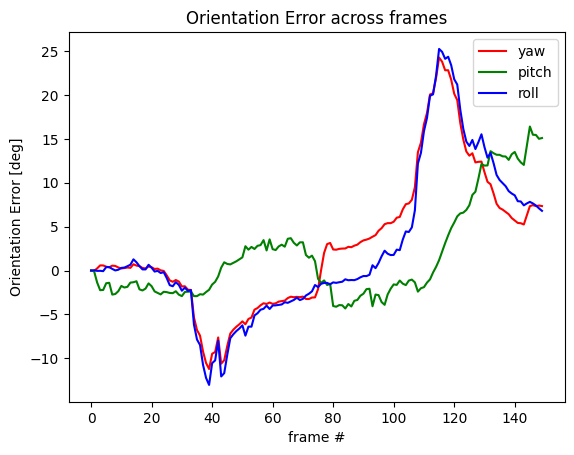 Orientation Error across frames
Orientation Error [deg]
25
20
15
10
5
0
−5
−10
yaw
pitch
roll
0 20 40 60 80 100 120 140
frame #